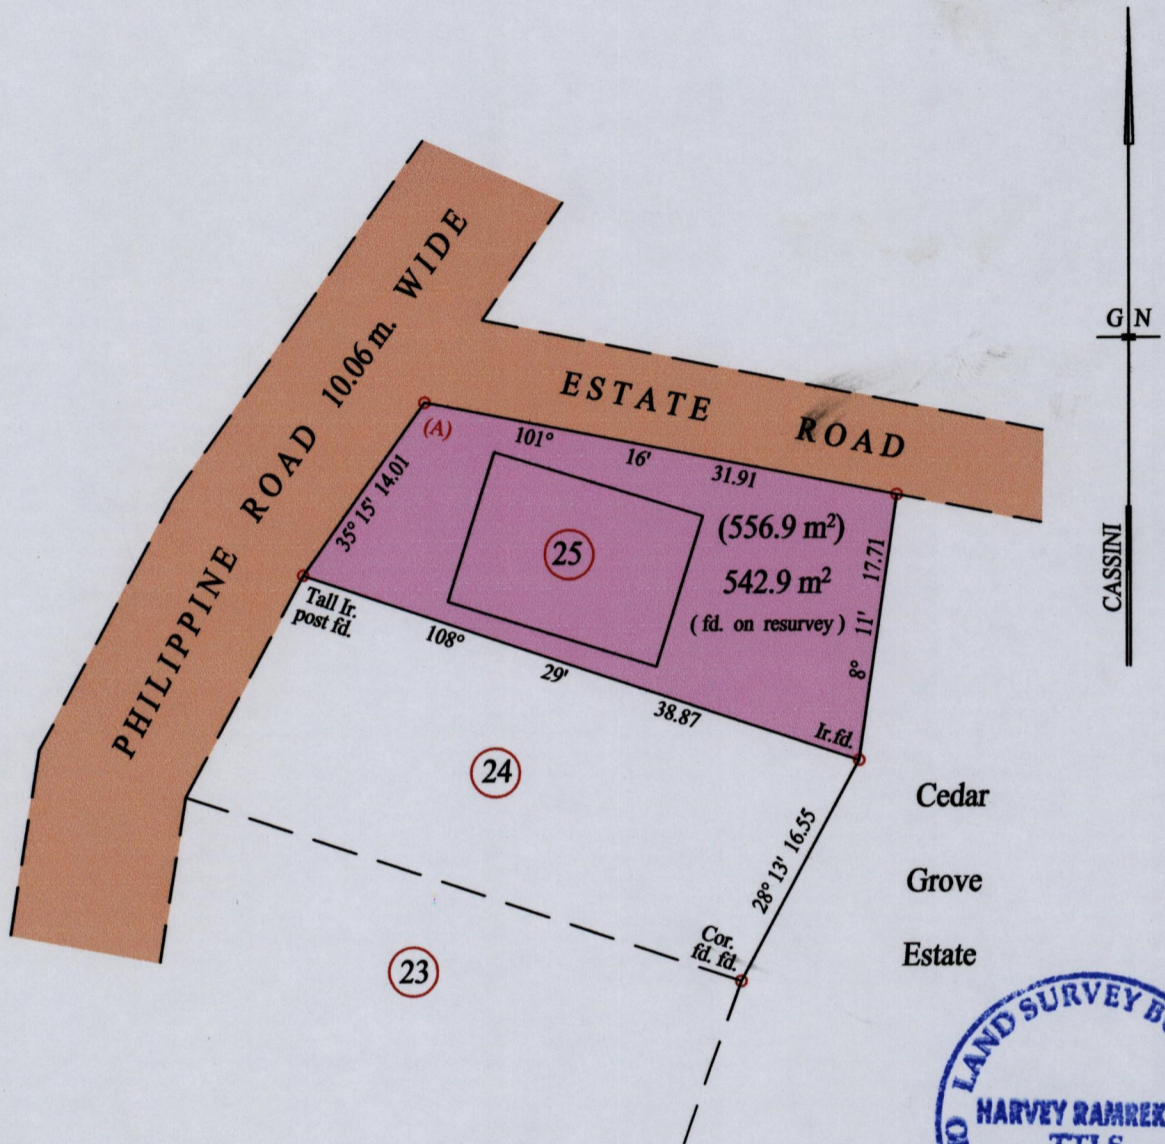 PHILIPPINE ROAD 10.06 m. WIDE
ESTATE ROAD
G N
CASSINI
(A)
101° 16' 31.91
35° 15' 14.01
25
(556.9 m²)
542.9 m²
( fd. on resurvey )
8° 11' 17.71
Tall Ir.
post fd.
108° 29' 38.87
Ir.fd.
24
Cedar
Grove
Estate
28° 13' 16.55
Cor.
fd. fd.
23
LAND SURVEY
HARVEY